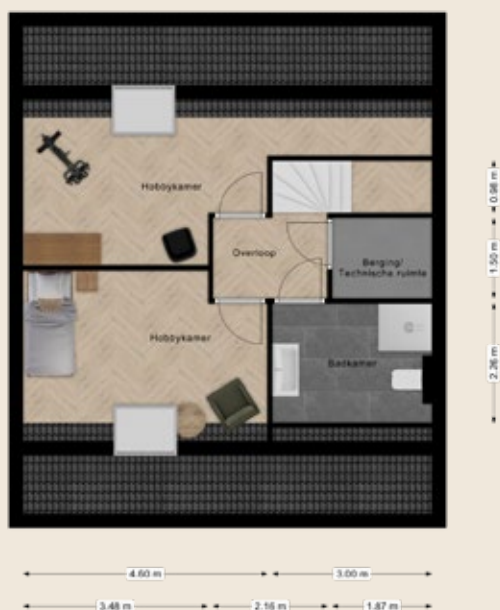 Hobbykamer
Overloop
Berging/
Technische ruimte
Hobbykamer
Badkamer
0.98 m
1.50 m
2.26 m
4.60 m
3.00 m
3.48 m
2.16 m
1.87 m